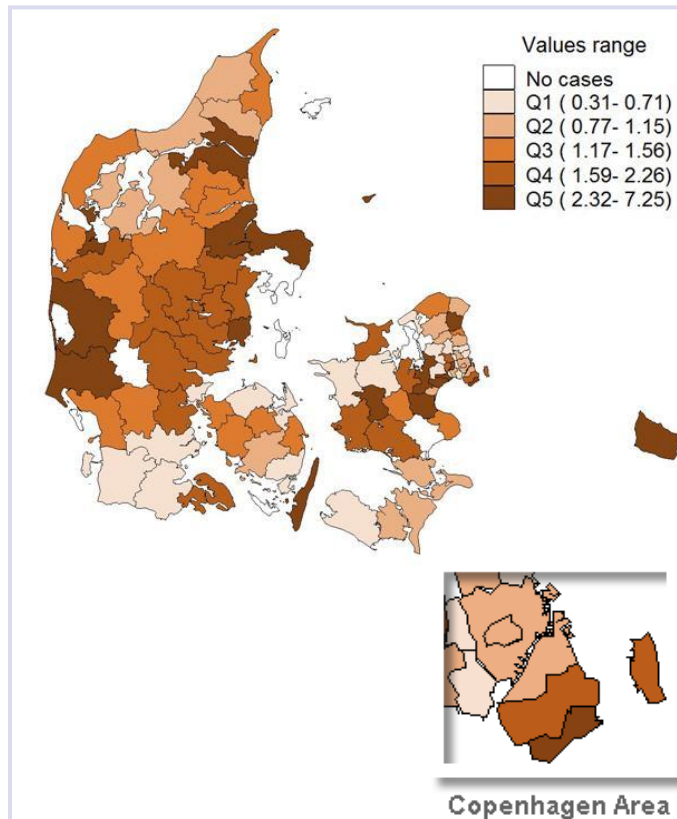 Values range
No cases
Q1 ( 0.31- 0.71)
Q2 ( 0.77- 1.15)
Q3 ( 1.17- 1.56)
Q4 ( 1.59- 2.26)
Q5 ( 2.32- 7.25)
Copenhagen Area